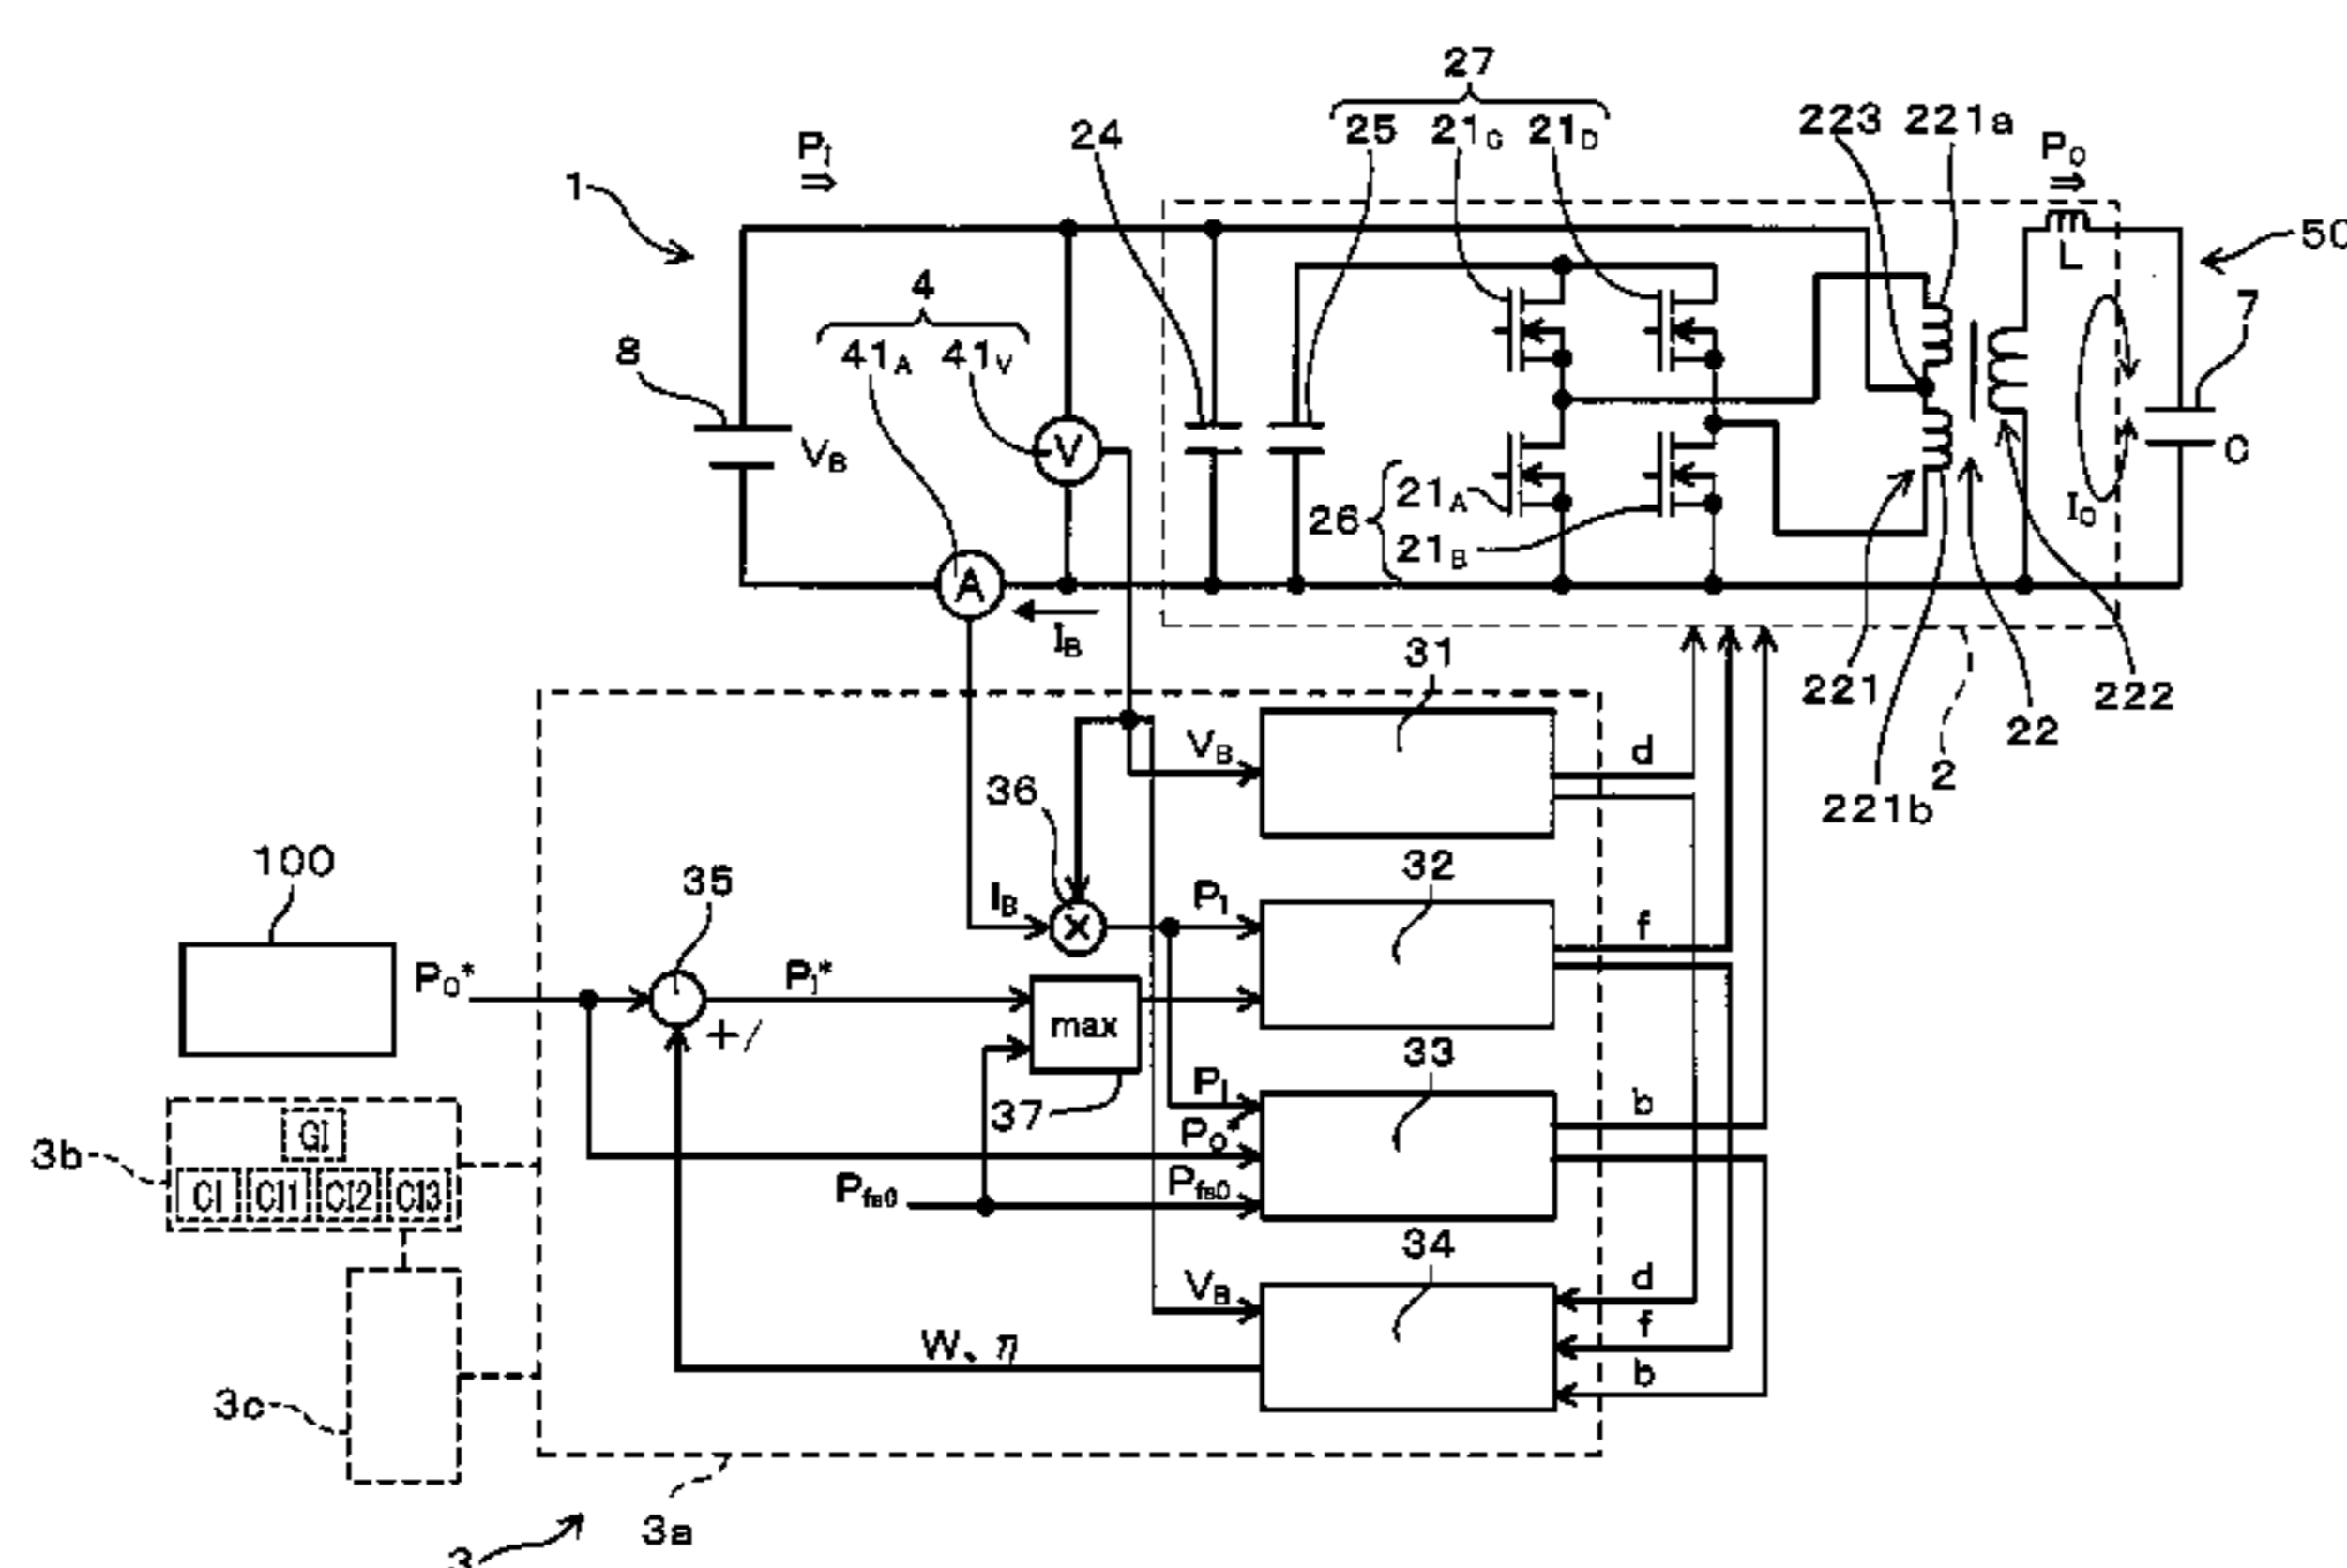 27
25 21C 21D
24
223 221a
PI
⇒
PO
⇒
1
50
L
4
41A 41V
8
7
VB
V
C
21A
26
21B
IO
A
IB
31
221
222
22
VB
d
2
36
221b
100
35
32
IB
PI
f
×
PO*
PI*
+/
max
33
PI
37
b
PO*
3b
GI
CI CI1 CI2 CI3
Pfs0
Pfs0
34
VB
d
f
W、η
b
3c
3a
3